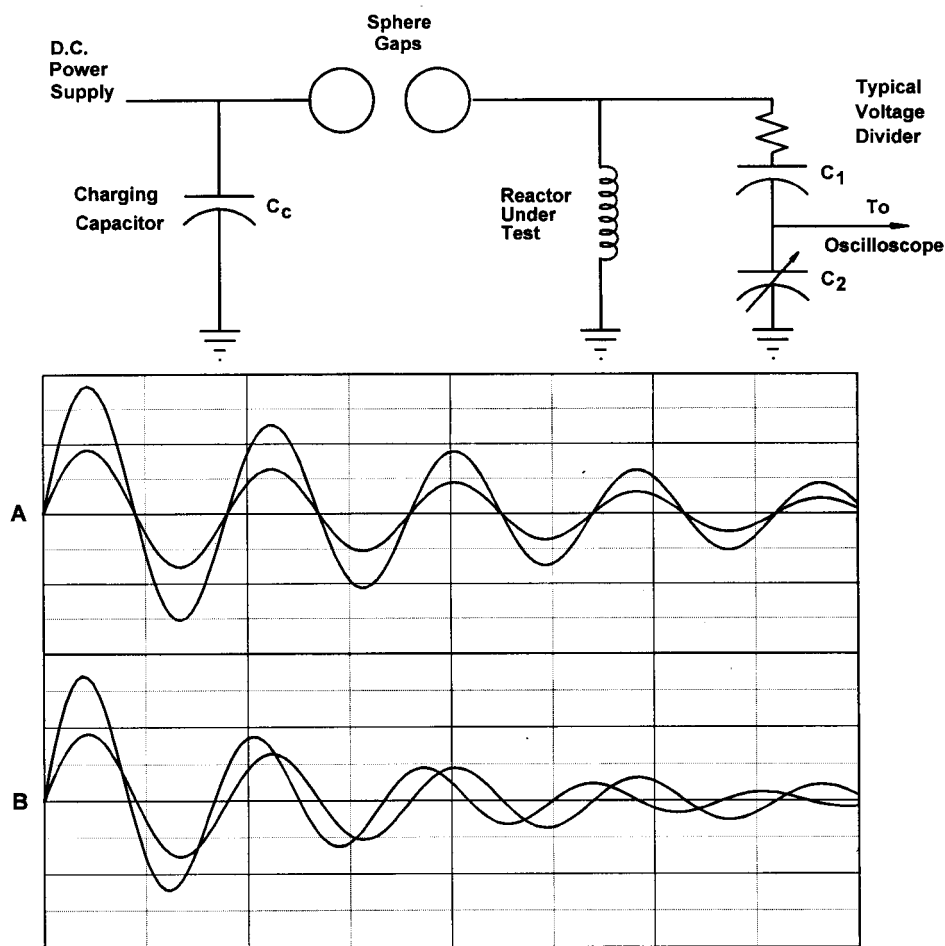 Sphere
Gaps
D.C.
Power
Supply
Typical
Voltage
Divider
Charging
Capacitor
Cc
Reactor
Under
Test
C1
To
Oscilloscope
C2
A
B